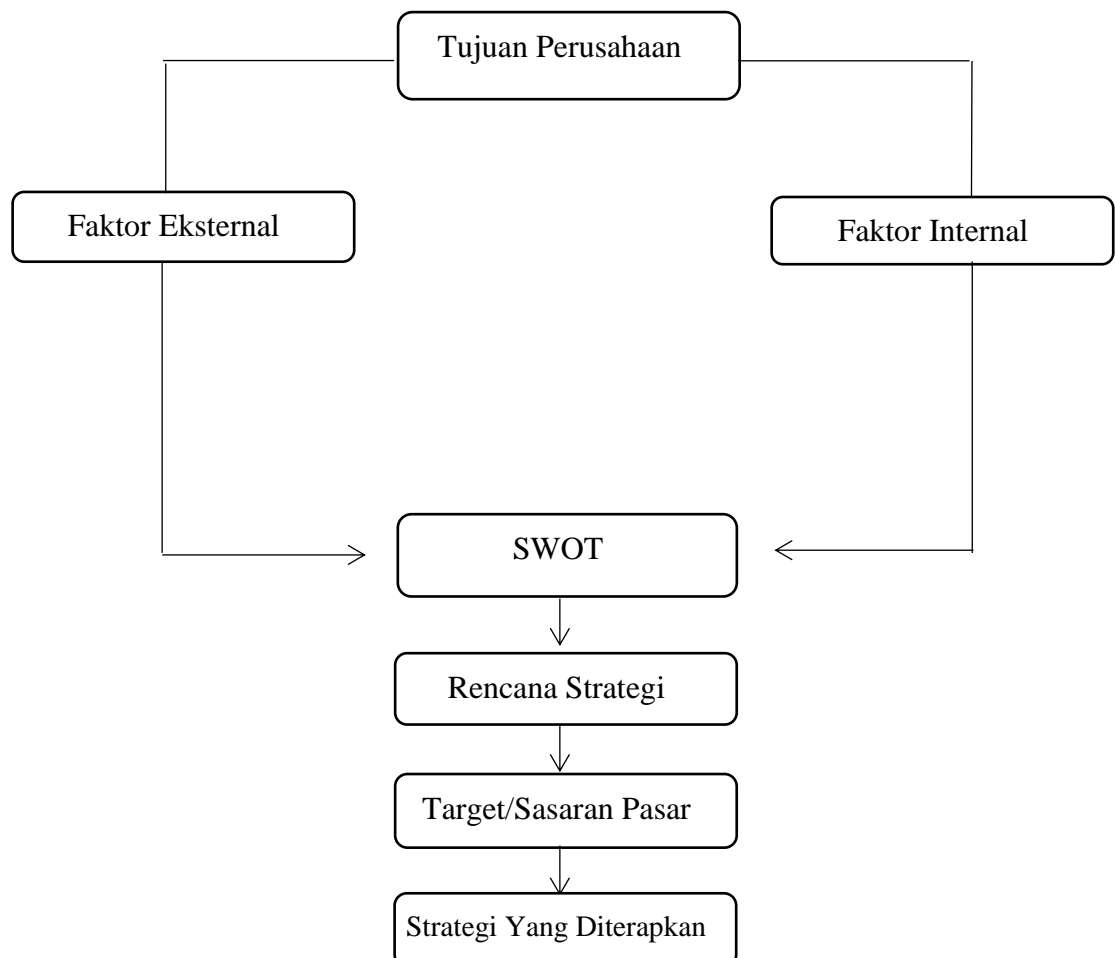 Tujuan Perusahaan
Faktor Eksternal
Faktor Internal
SWOT
Rencana Strategi
Target/Sasaran Pasar
Strategi Yang Diterapkan